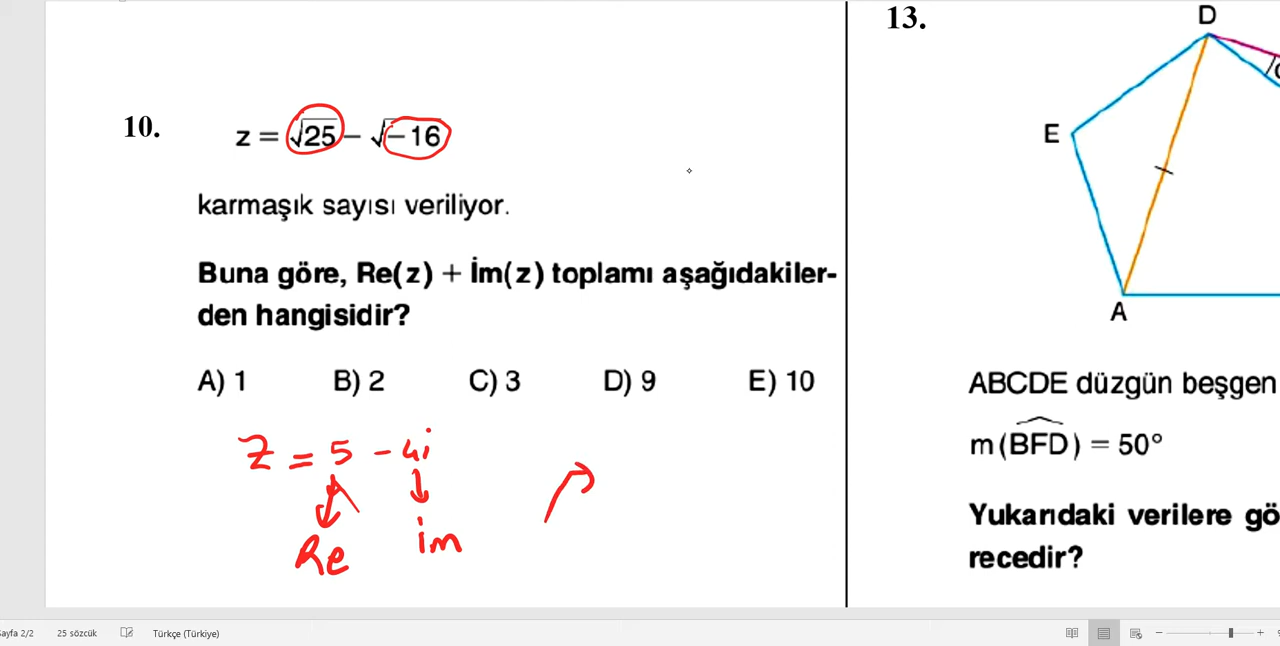 10.
z = √25 − √−16
karmaşık sayısı veriliyor.
Buna göre, Re(z) + İm(z) toplamı aşağıdakiler-
den hangisidir?
A) 1 B) 2 C) 3 D) 9 E) 10
Z = 5 - 4i
Re im
13.
D
E
A
ABCDE düzgün beşgen
m(BFD) = 50°
Yukarıdaki verilere gö
recedir?
Sayfa 2/2 25 sözcük Türkçe (Türkiye)